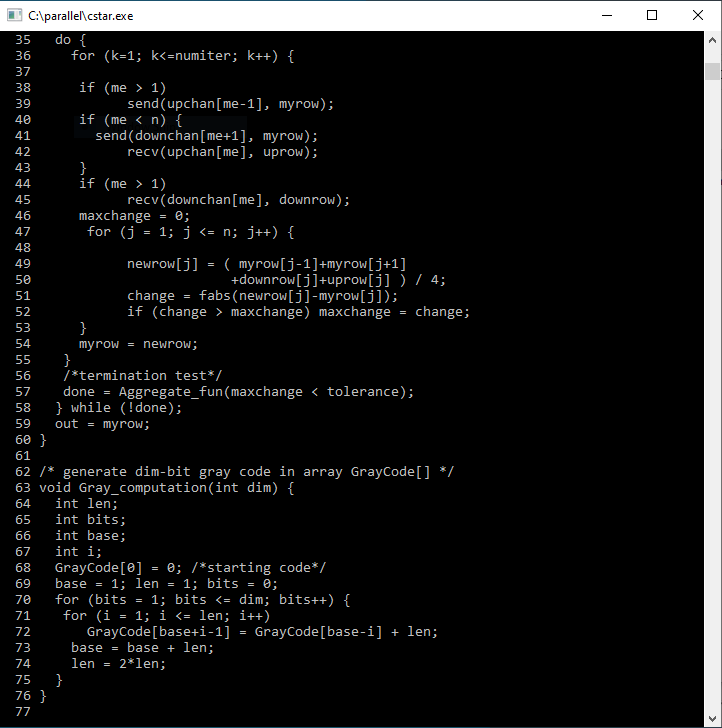 C:\parallel\cstar.exe
35   do {
36     for (k=1; k<=numiter; k++) {
37
38      if (me > 1)
39            send(upchan[me-1], myrow);
40      if (me < n) {
41        send(downchan[me+1], myrow);
42            recv(upchan[me], uprow);
43      }
44      if (me > 1)
45            recv(downchan[me], downrow);
46      maxchange = 0;
47       for (j = 1; j <= n; j++) {
48
49            newrow[j] = ( myrow[j-1]+myrow[j+1]
50                         +downrow[j]+uprow[j] ) / 4;
51            change = fabs(newrow[j]-myrow[j]);
52            if (change > maxchange) maxchange = change;
53      }
54      myrow = newrow;
55    }
56    /*termination test*/
57    done = Aggregate_fun(maxchange < tolerance);
58   } while (!done);
59   out = myrow;
60 }
61
62 /* generate dim-bit gray code in array GrayCode[] */
63 void Gray_computation(int dim) {
64   int len;
65   int bits;
66   int base;
67   int i;
68   GrayCode[0] = 0; /*starting code*/
69   base = 1; len = 1; bits = 0;
70   for (bits = 1; bits <= dim; bits++) {
71    for (i = 1; i <= len; i++)
72       GrayCode[base+i-1] = GrayCode[base-i] + len;
73     base = base + len;
74     len = 2*len;
75   }
76 }
77